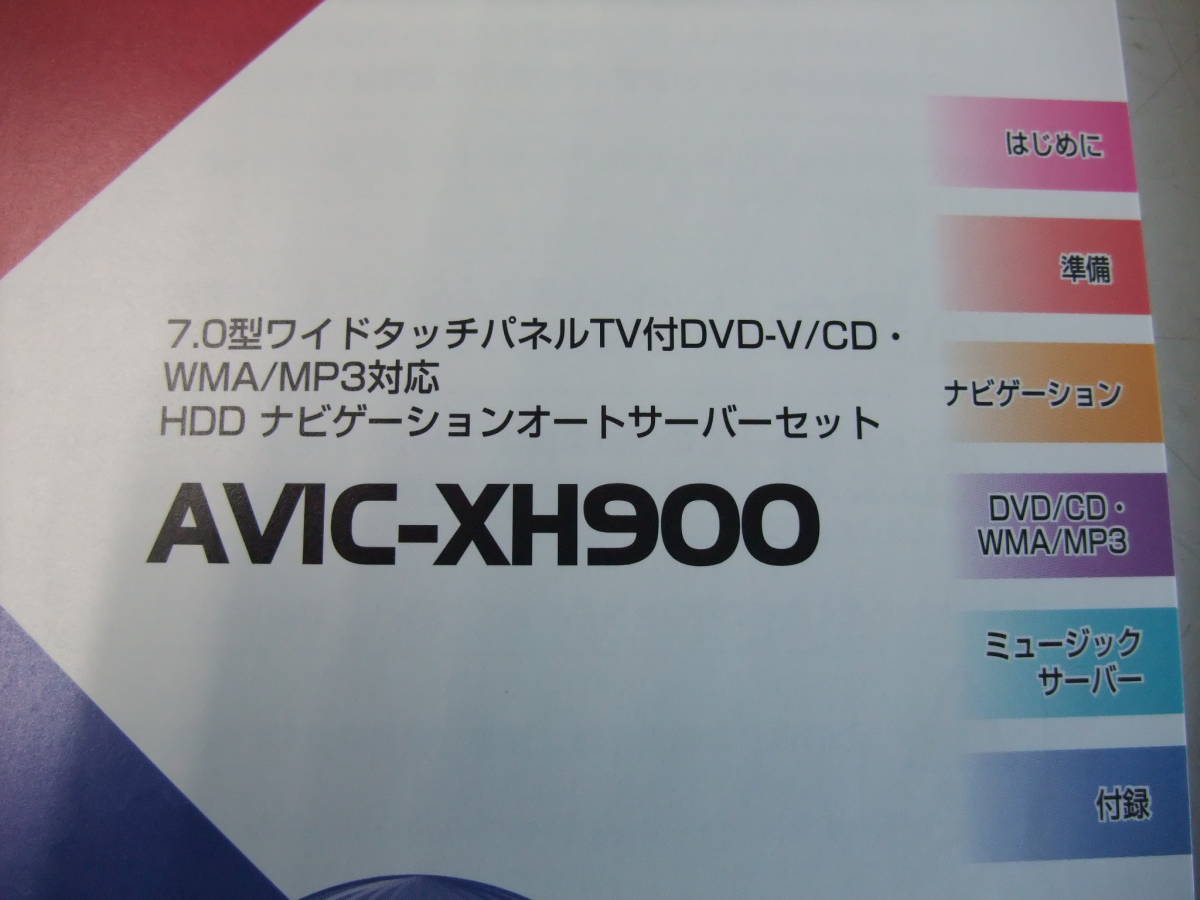 7.0型ワイドタッチパネルTV付DVD-V/CD・
WMA/MP3対応
HDD ナビゲーションオートサーバーセット
AVIC-XH900
はじめに
準備
ナビゲーション
DVD/CD・
WMA/MP3
ミュージック
サーバー
付録